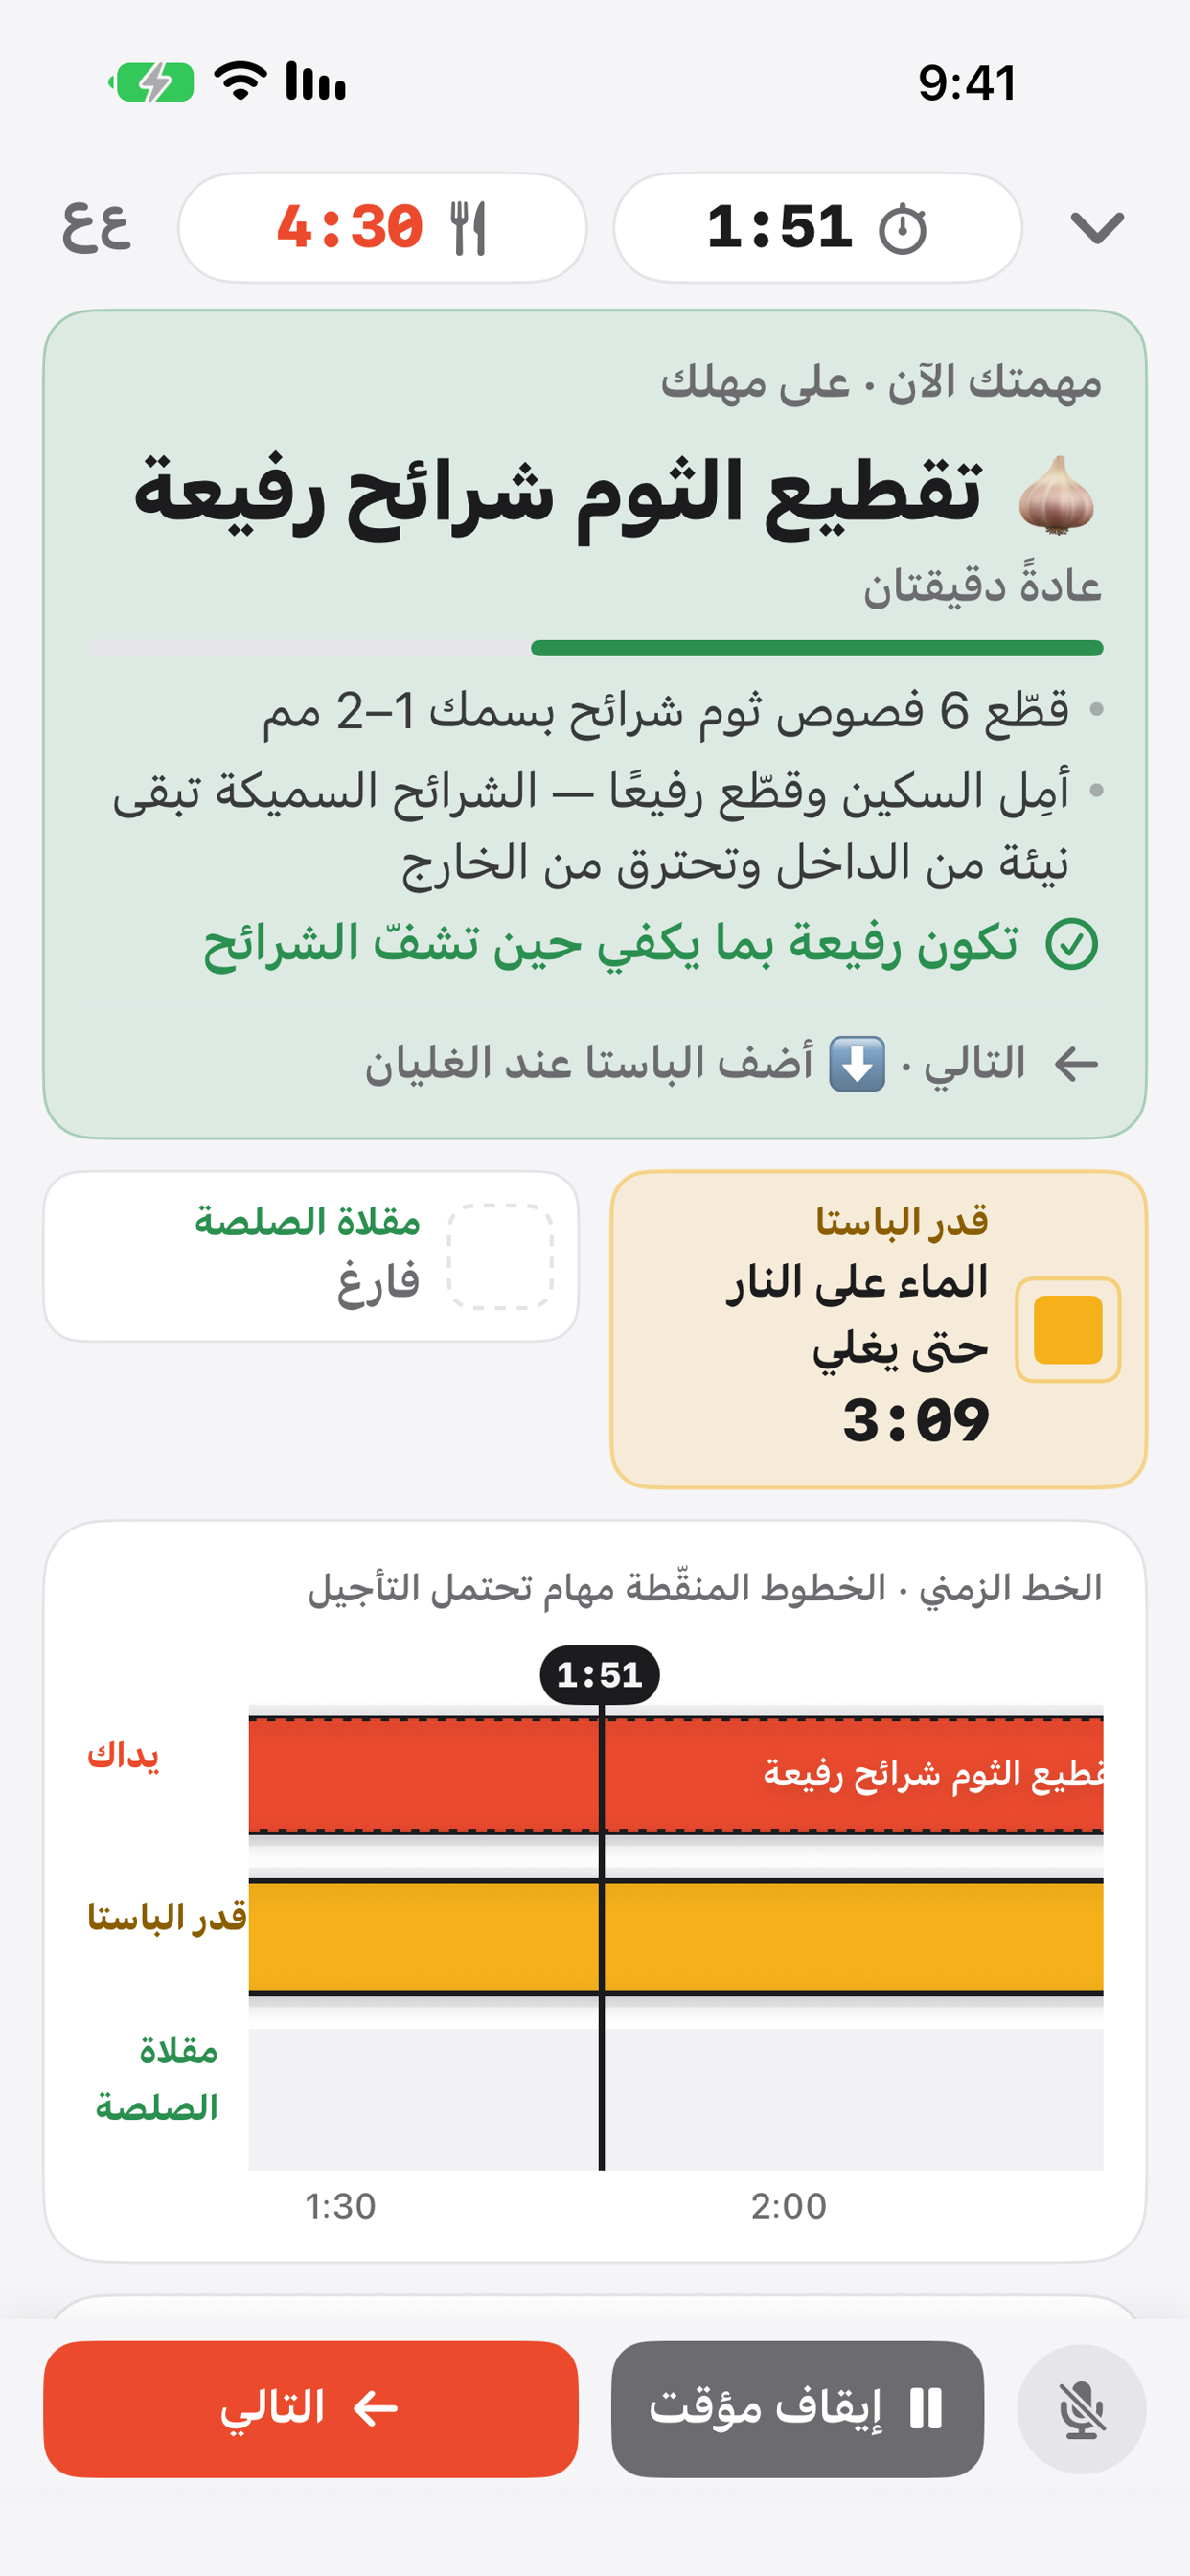 9:41
1:51
4:30
عع
مهمتك الآن · على مهلك
تقطيع الثوم شرائح رفيعة
عادةً دقيقتان
• قطّع 6 فصوص ثوم شرائح بسمك 1–2 مم
• أمِل السكين وقطّع رفيعًا — الشرائح السميكة تبقى
نيئة من الداخل وتحترق من الخارج
تكون رفيعة بما يكفي حين تشفّ الشرائح
← التالي · ⬇️ أضف الباستا عند الغليان
قدر الباستا
الماء على النار
حتى يغلي
3:09
مقلاة الصلصة
فارغ
الخط الزمني · الخطوط المنقّطة مهام تحتمل التأجيل
1:51
يداك
قطيع الثوم شرائح رفيعة
قدر الباستا
مقلاة
الصلصة
2:00
1:30
إيقاف مؤقت
← التالي